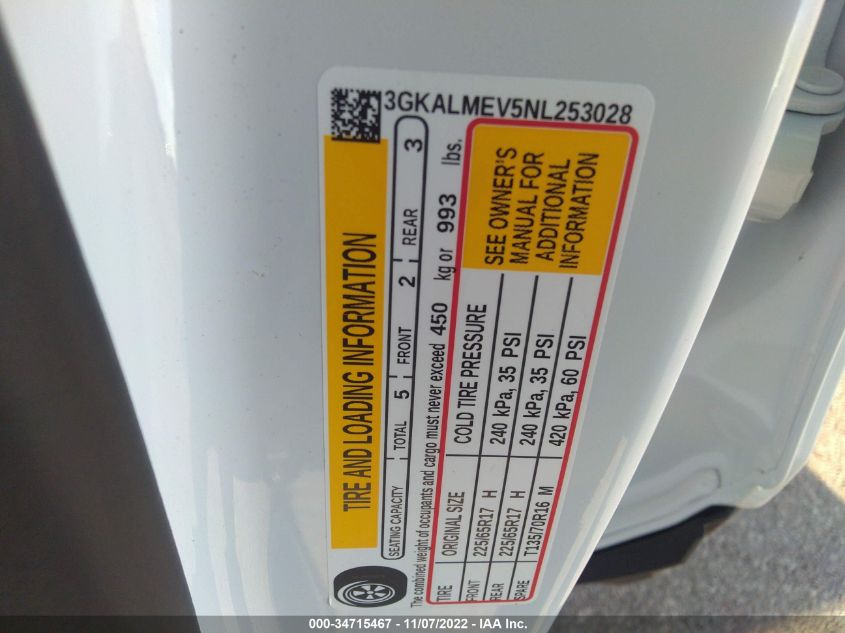 3GKALMEV5NL253028
TIRE AND LOADING INFORMATION
SEATING CAPACITY TOTAL 5 FRONT 2 REAR 3
The combined weight of occupants and cargo must never exceed 450 kg or 993 lbs.
TIRE ORIGINAL SIZE COLD TIRE PRESSURE
FRONT 225/65R17 H 240 kPa, 35 PSI
REAR 225/65R17 H 240 kPa, 35 PSI
SPARE T135/70R16 M 420 kPa, 60 PSI
SEE OWNER'S
MANUAL FOR
ADDITIONAL
INFORMATION
000-34715467 - 11/07/2022 - IAA Inc.